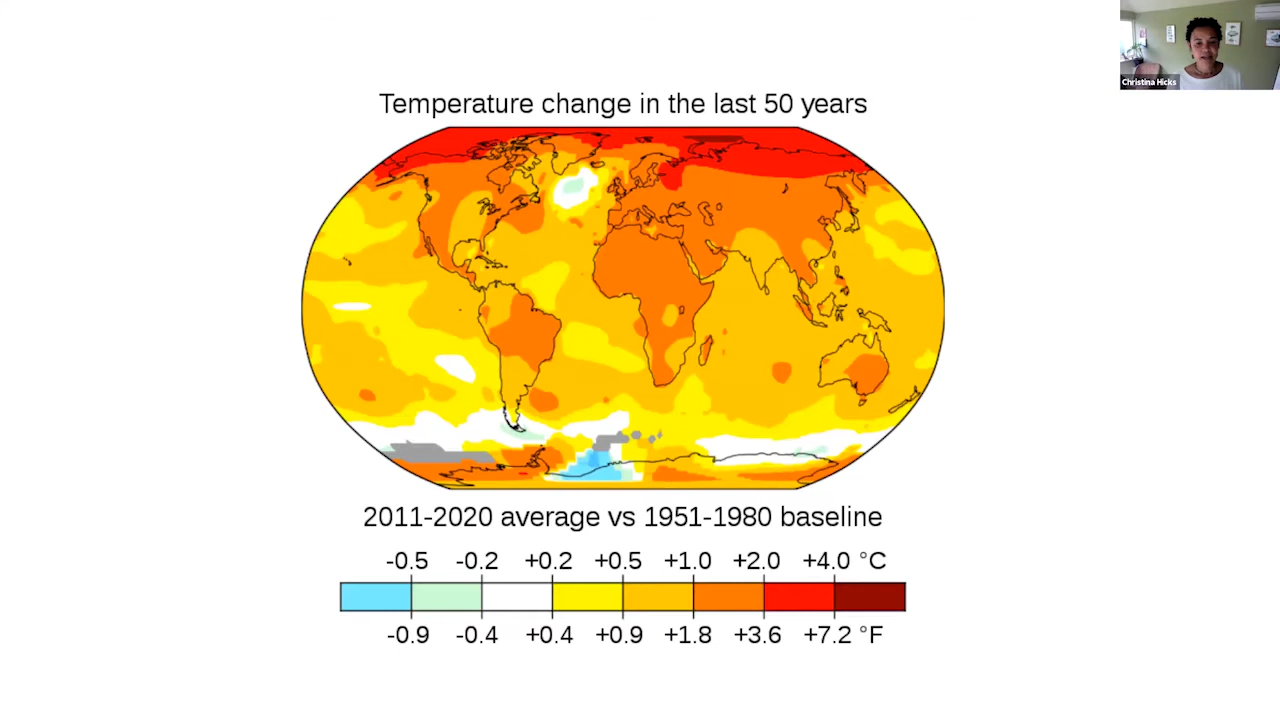 Christina Hicks
Temperature change in the last 50 years
2011-2020 average vs 1951-1980 baseline
-0.5 -0.2 +0.2 +0.5 +1.0 +2.0 +4.0 °C
-0.9 -0.4 +0.4 +0.9 +1.8 +3.6 +7.2 °F